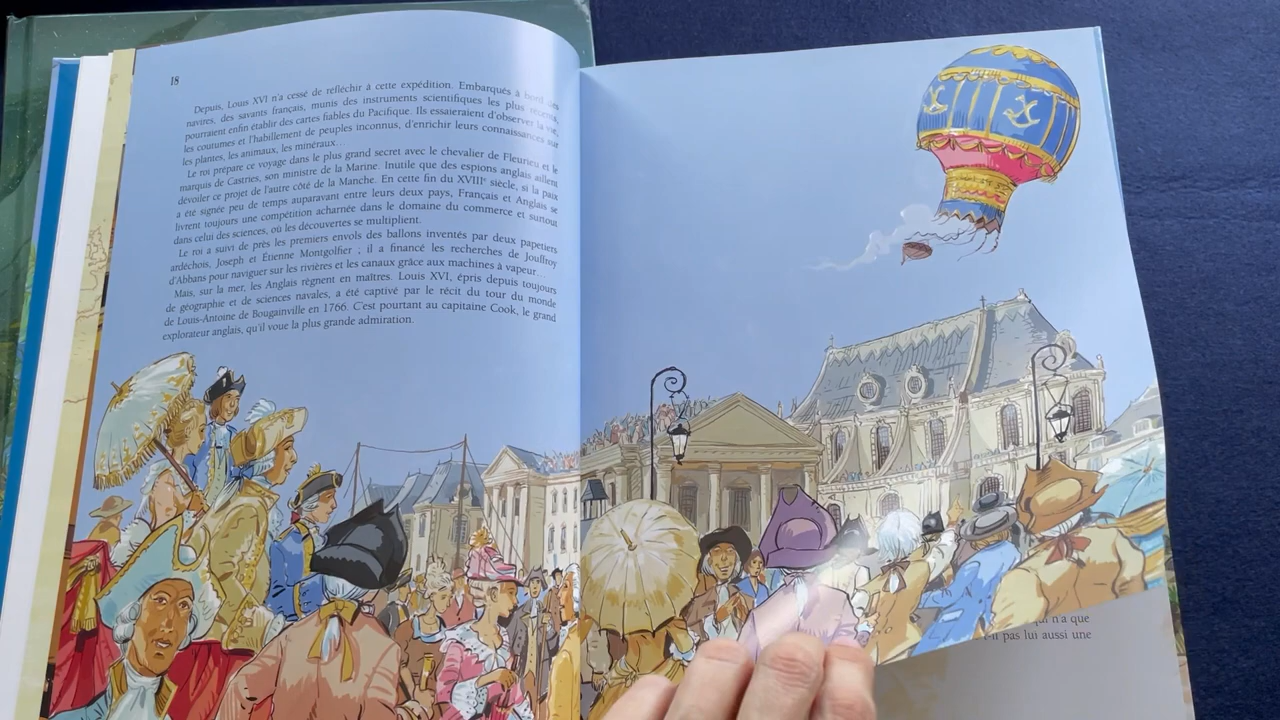 18
Depuis, Louis XVI n'a cessé de réfléchir à cette expédition. Embarqués à bord des
navires, des savants français, munis des instruments scientifiques les plus récents,
pourraient enfin établir des cartes fiables du Pacifique. Ils essaieraient d'observer la vie,
les coutumes et l'habillement de peuples inconnus, d'enrichir leurs connaissances sur
les plantes, les animaux, les minéraux…
Le roi prépare ce voyage dans le plus grand secret avec le chevalier de Fleurieu et le
marquis de Castries, son ministre de la Marine. Inutile que des espions anglais aillent
dévoiler ce projet de l'autre côté de la Manche. En cette fin du XVIIIe siècle, si la paix
a été signée peu de temps auparavant entre leurs deux pays, Français et Anglais se
livrent toujours une compétition acharnée dans le domaine du commerce et surtout
dans celui des sciences, où les découvertes se multiplient.
Le roi a suivi de près les premiers envols des ballons inventés par deux papetiers
ardéchois, Joseph et Étienne Montgolfier ; il a financé les recherches de Jouffroy
d'Abbans pour naviguer sur les rivières et les canaux grâce aux machines à vapeur…
Mais, sur la mer, les Anglais règnent en maîtres. Louis XVI, épris depuis toujours
de géographie et de sciences navales, a été captivé par le récit du tour du monde
de Louis-Antoine de Bougainville en 1766. C'est pourtant au capitaine Cook, le grand
explorateur anglais, qu'il voue la plus grande admiration.
qui n'a que
pas lui aussi une